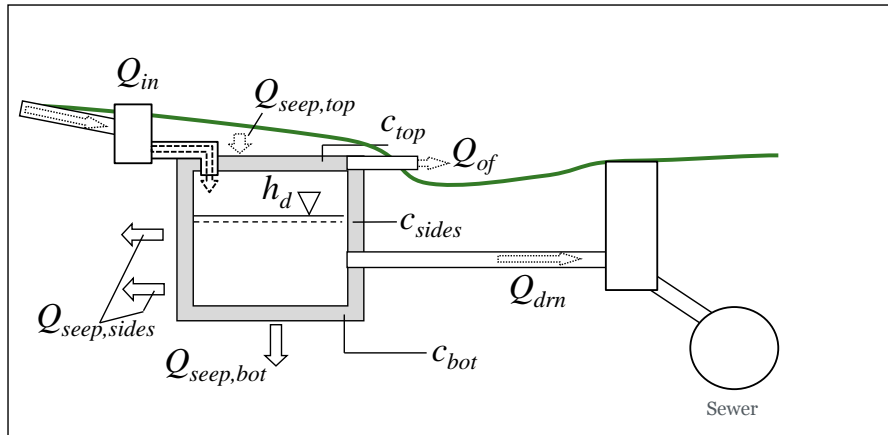 Q_in
Q_seep,top
c_top
Q_of
h_d
c_sides
Q_drn
Q_seep,sides
Q_seep,bot
c_bot
Sewer